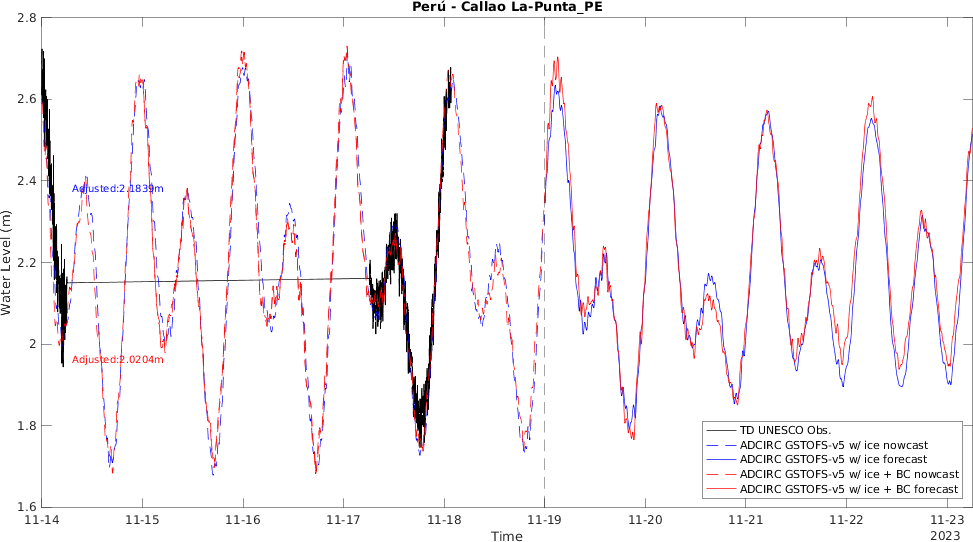 Perú - Callao La-Punta_PE
Water Level (m)
2.8
2.6
2.4
2.2
2
1.8
1.6
Adjusted:2.1839m
Adjusted:2.0204m
TD UNESCO Obs.
ADCIRC GSTOFS-v5 w/ ice nowcast
ADCIRC GSTOFS-v5 w/ ice forecast
ADCIRC GSTOFS-v5 w/ ice + BC nowcast
ADCIRC GSTOFS-v5 w/ ice + BC forecast
11-14 11-15 11-16 11-17 11-18 11-19 11-20 11-21 11-22 11-23
Time
2023